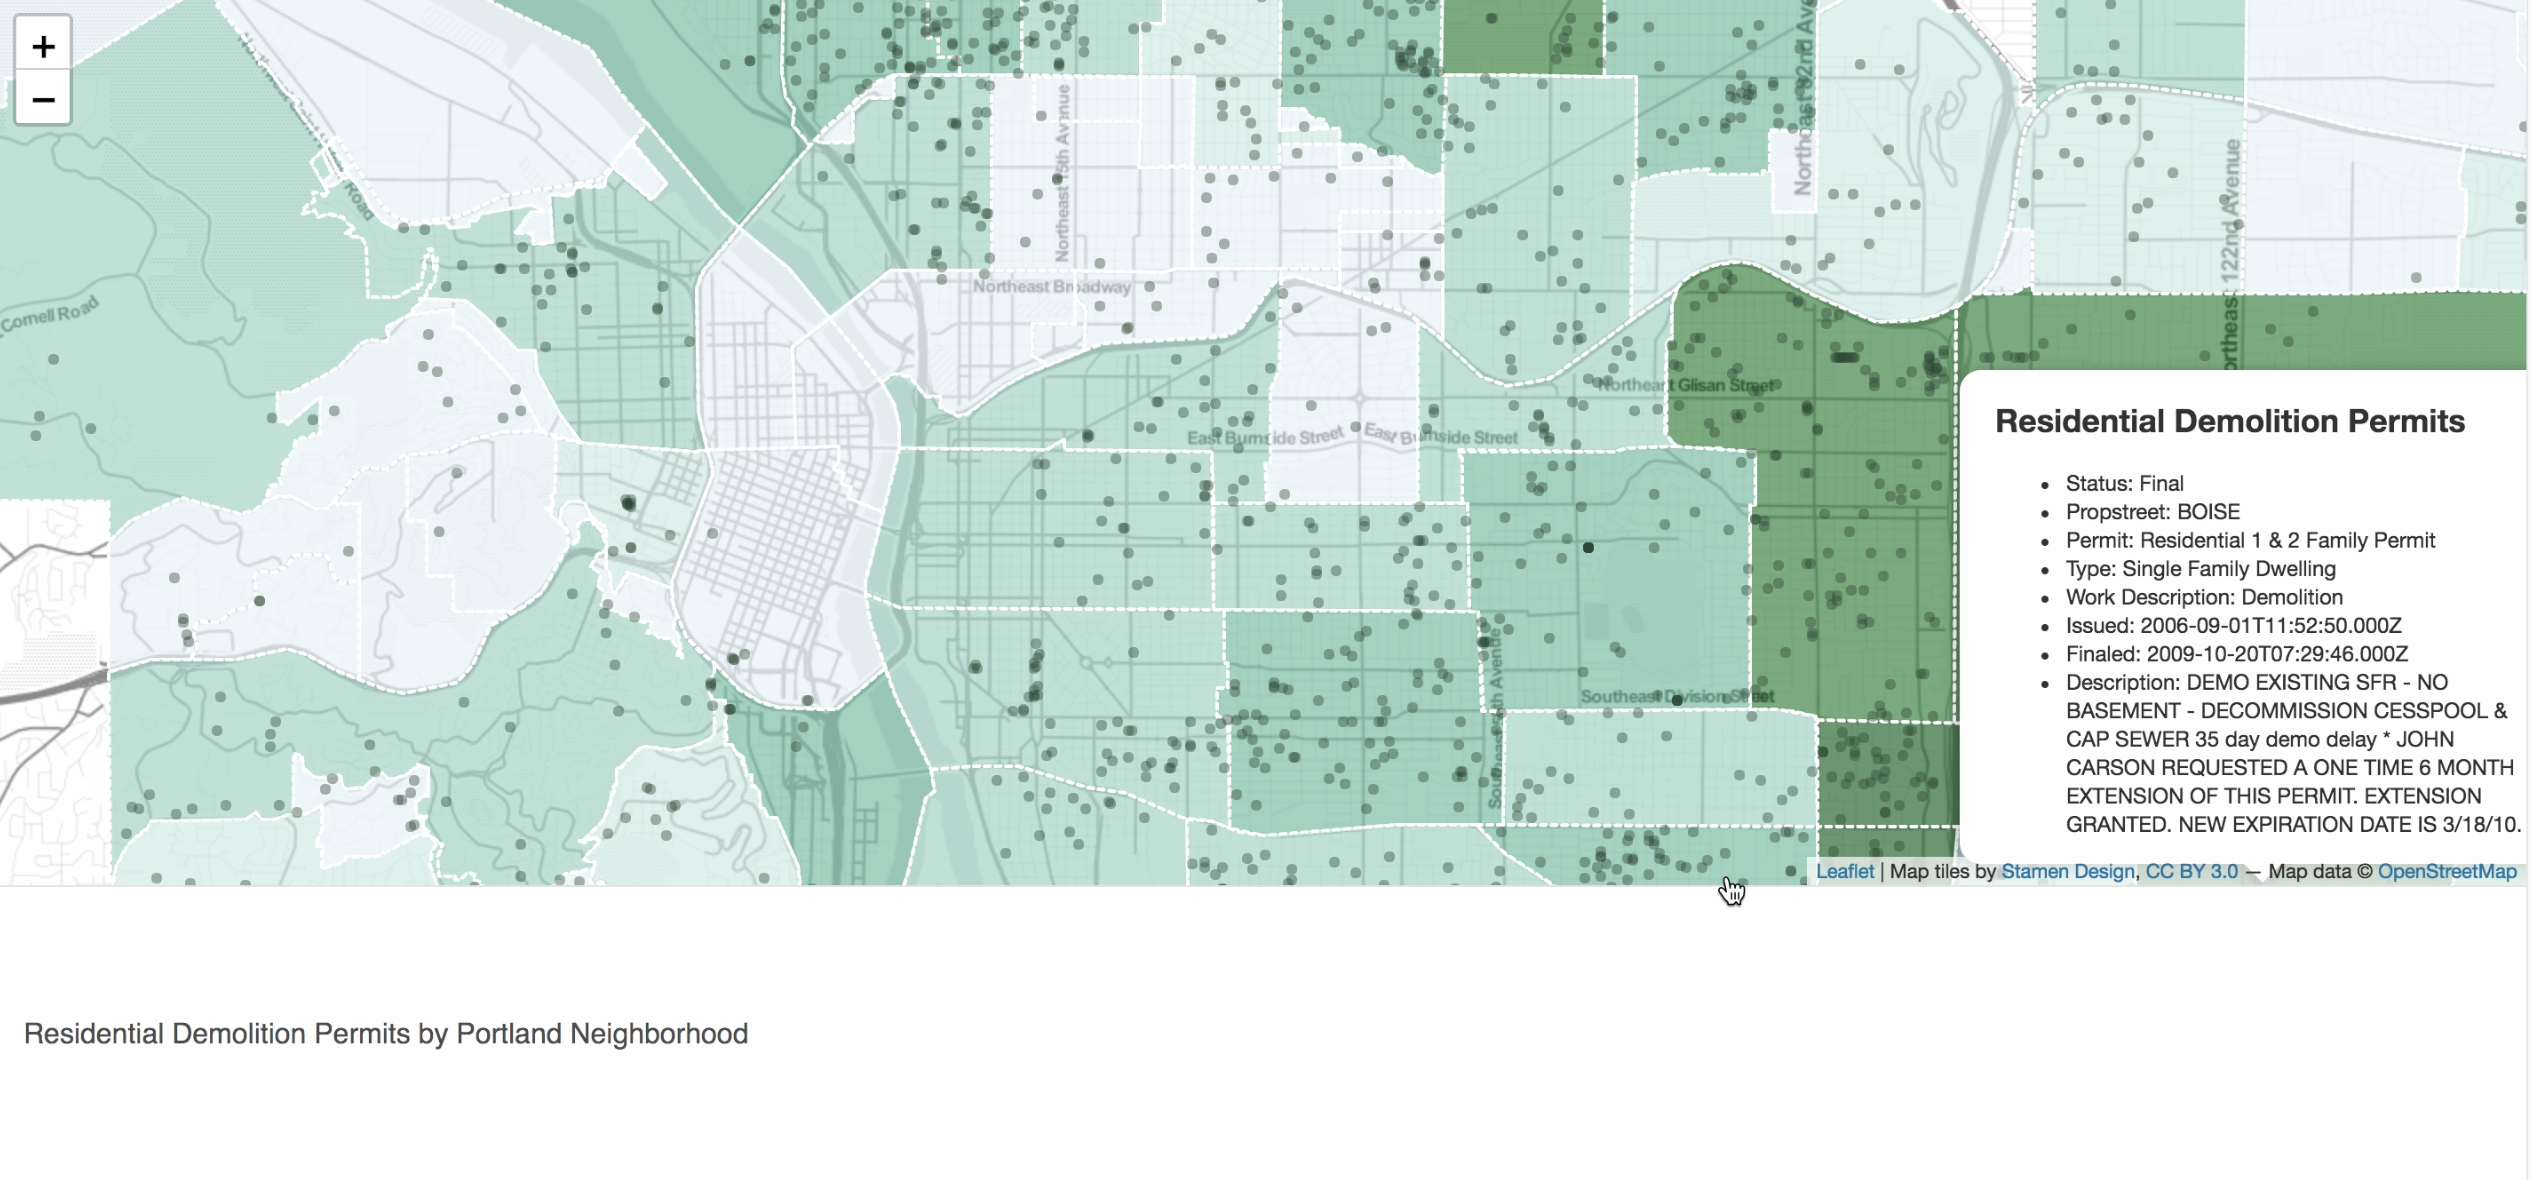 +
−
Northeast 15th Avenue
Northeast 82nd Ave
Northeast 122nd Avenue
Road
Cornell Road
Northeast Broadway
Northeast Glisan Street
East Burnside Street
East Burnside Street
Southeast Division Street
Avenue
Residential Demolition Permits
• Status: Final
• Propstreet: BOISE
• Permit: Residential 1 & 2 Family Permit
• Type: Single Family Dwelling
• Work Description: Demolition
• Issued: 2006-09-01T11:52:50.000Z
• Finaled: 2009-10-20T07:29:46.000Z
• Description: DEMO EXISTING SFR - NO
BASEMENT - DECOMMISSION CESSPOOL &
CAP SEWER 35 day demo delay * JOHN
CARSON REQUESTED A ONE TIME 6 MONTH
EXTENSION OF THIS PERMIT. EXTENSION
GRANTED. NEW EXPIRATION DATE IS 3/18/10.
Leaflet | Map tiles by Stamen Design, CC BY 3.0 — Map data © OpenStreetMap
Residential Demolition Permits by Portland Neighborhood